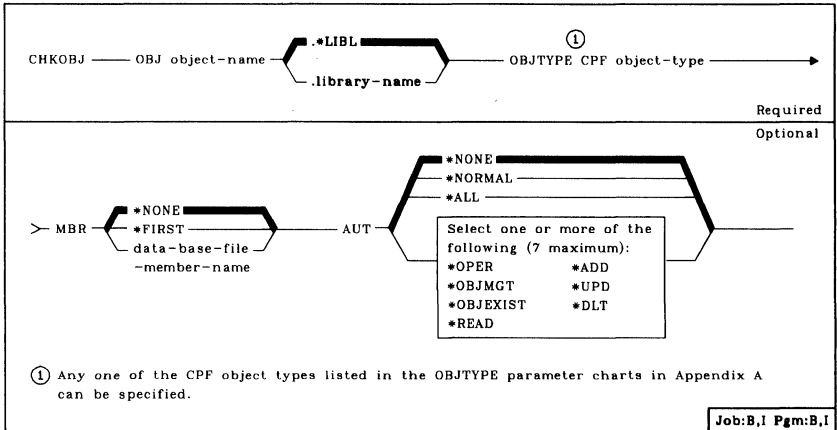 ①
.*LIBL
CHKOBJ OBJ object-name OBJTYPE CPF object-type
.library-name
Required
Optional
*NONE
*NORMAL
*ALL
*NONE
MBR *FIRST AUT
data-base-file
-member-name
Select one or more of the
following (7 maximum):
*OPER *ADD
*OBJMGT *UPD
*OBJEXIST *DLT
*READ
① Any one of the CPF object types listed in the OBJTYPE parameter charts in Appendix A
can be specified.
Job:B,I Pgm:B,I